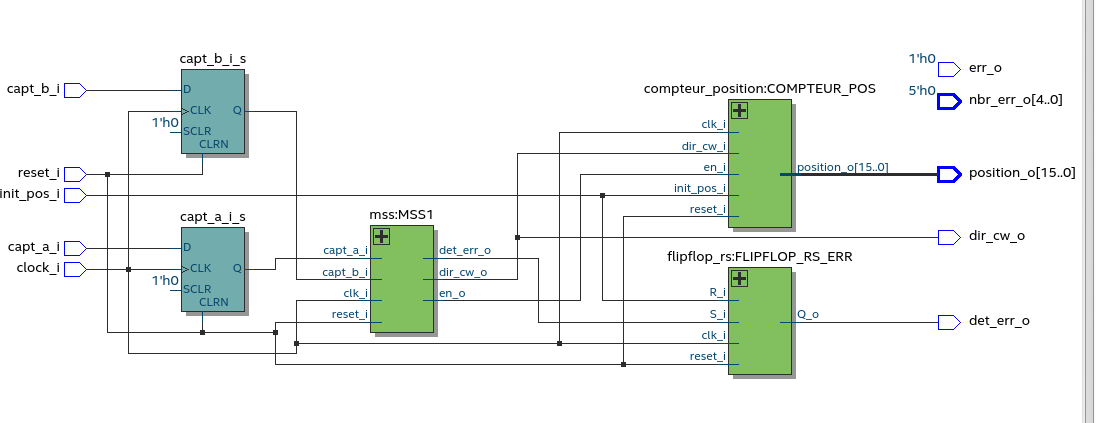 capt_b_i
reset_i
init_pos_i
capt_a_i
clock_i
capt_b_i_s
D
CLK
Q
1'h0
SCLR
CLRN
capt_a_i_s
D
CLK
Q
1'h0
SCLR
CLRN
mss:MSS1
capt_a_i
capt_b_i
clk_i
reset_i
det_err_o
dir_cw_o
en_o
compteur_position:COMPTEUR_POS
clk_i
dir_cw_i
en_i
init_pos_i
reset_i
position_o[15..0]
flipflop_rs:FLIPFLOP_RS_ERR
R_i
S_i
clk_i
reset_i
Q_o
1'h0
err_o
5'h0
nbr_err_o[4..0]
position_o[15..0]
dir_cw_o
det_err_o